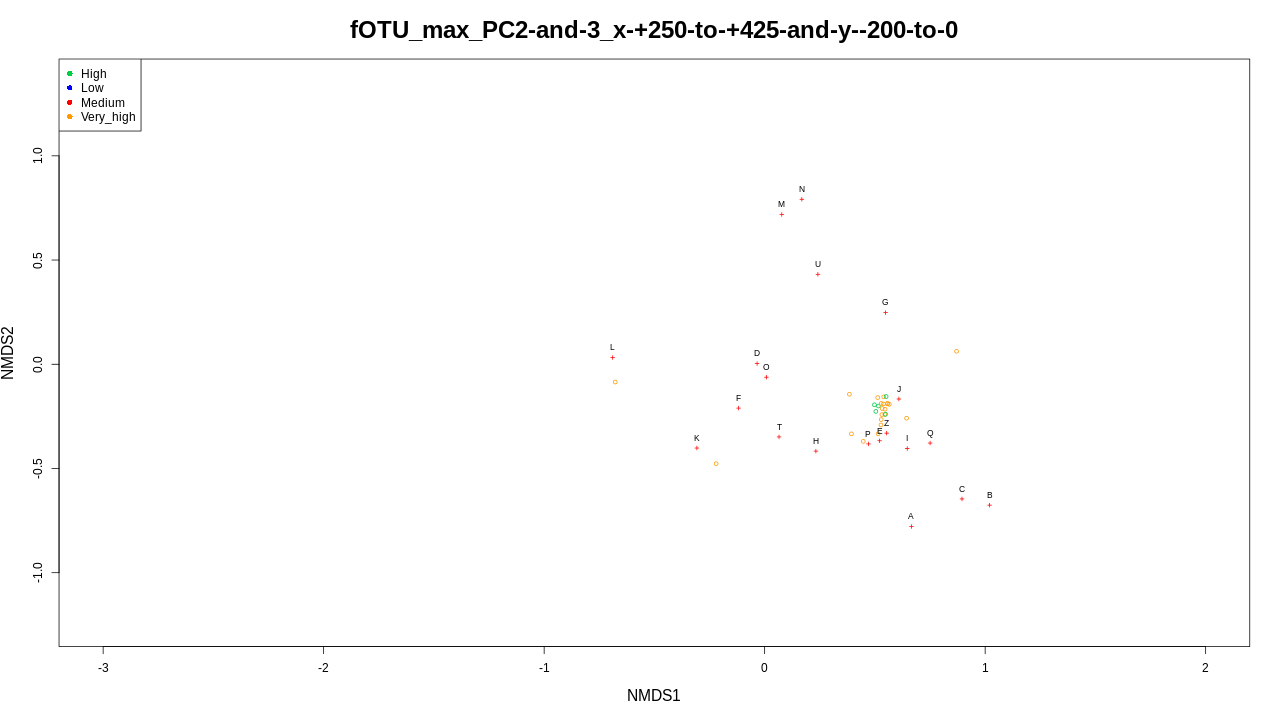 fOTU_max_PC2-and-3_x-+250-to-+425-and-y--200-to-0
High
Low
Medium
Very_high
NMDS2
1.0
0.5
0.0
-0.5
-1.0
N
M
U
G
L
D
O
J
F
Z
T
P E
H
I
Q
K
C
B
A
-3 -2 -1 0 1 2
NMDS1